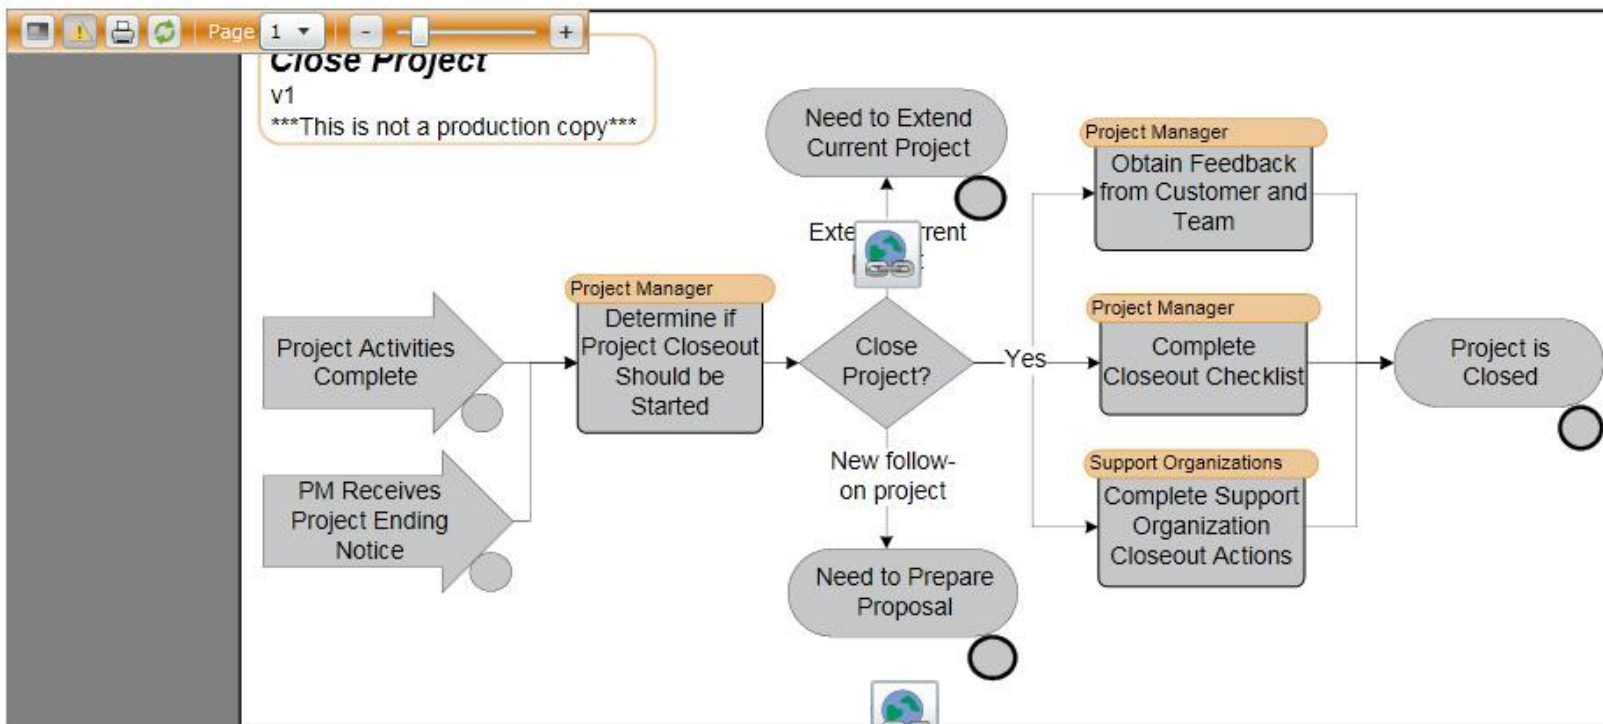 Page 1
Close Project
v1
***This is not a production copy***
Need to Extend
Current Project
Project Manager
Obtain Feedback
from Customer and
Team
Project Manager
Determine if
Project Closeout
Should be
Started
Project Activities
Complete
PM Receives
Project Ending
Notice
Close
Project?
Yes
New follow-
on project
Need to Prepare
Proposal
Project Manager
Complete
Closeout Checklist
Support Organizations
Complete Support
Organization
Closeout Actions
Project is
Closed